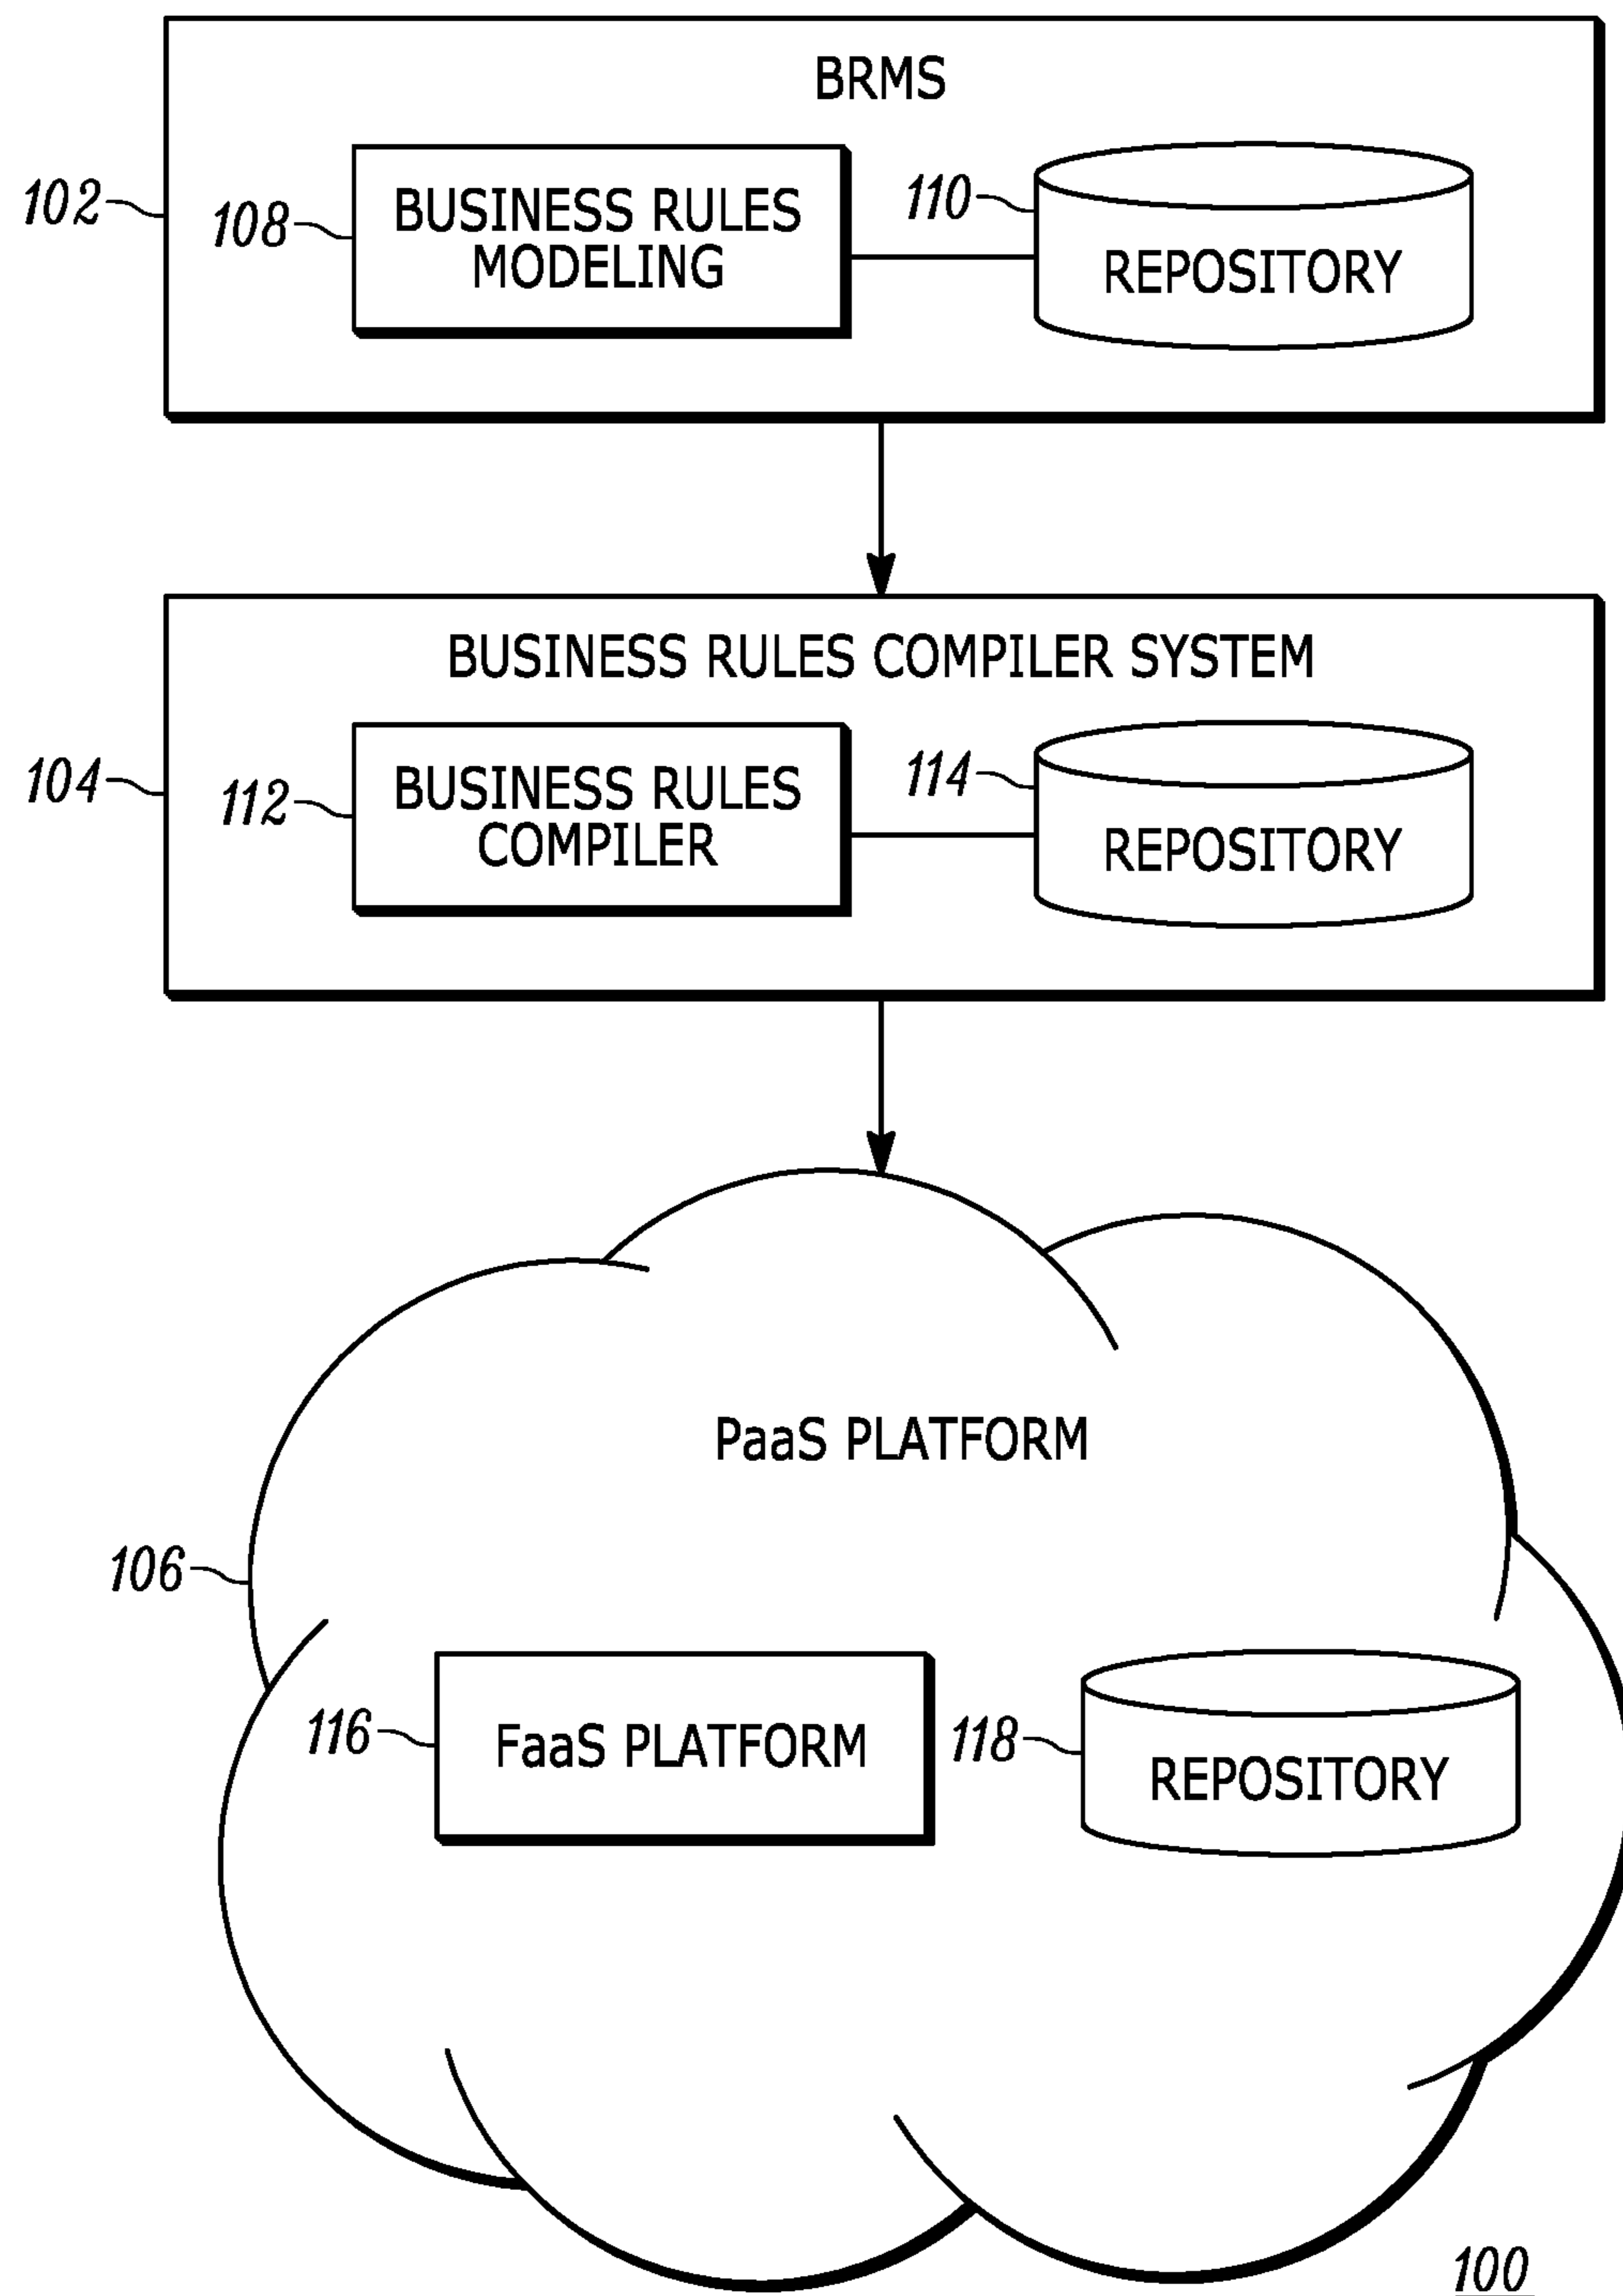 BRMS
102
108
BUSINESS RULES
MODELING
110
REPOSITORY
BUSINESS RULES COMPILER SYSTEM
104
112
BUSINESS RULES
COMPILER
114
REPOSITORY
PaaS PLATFORM
106
116
FaaS PLATFORM
118
REPOSITORY
100